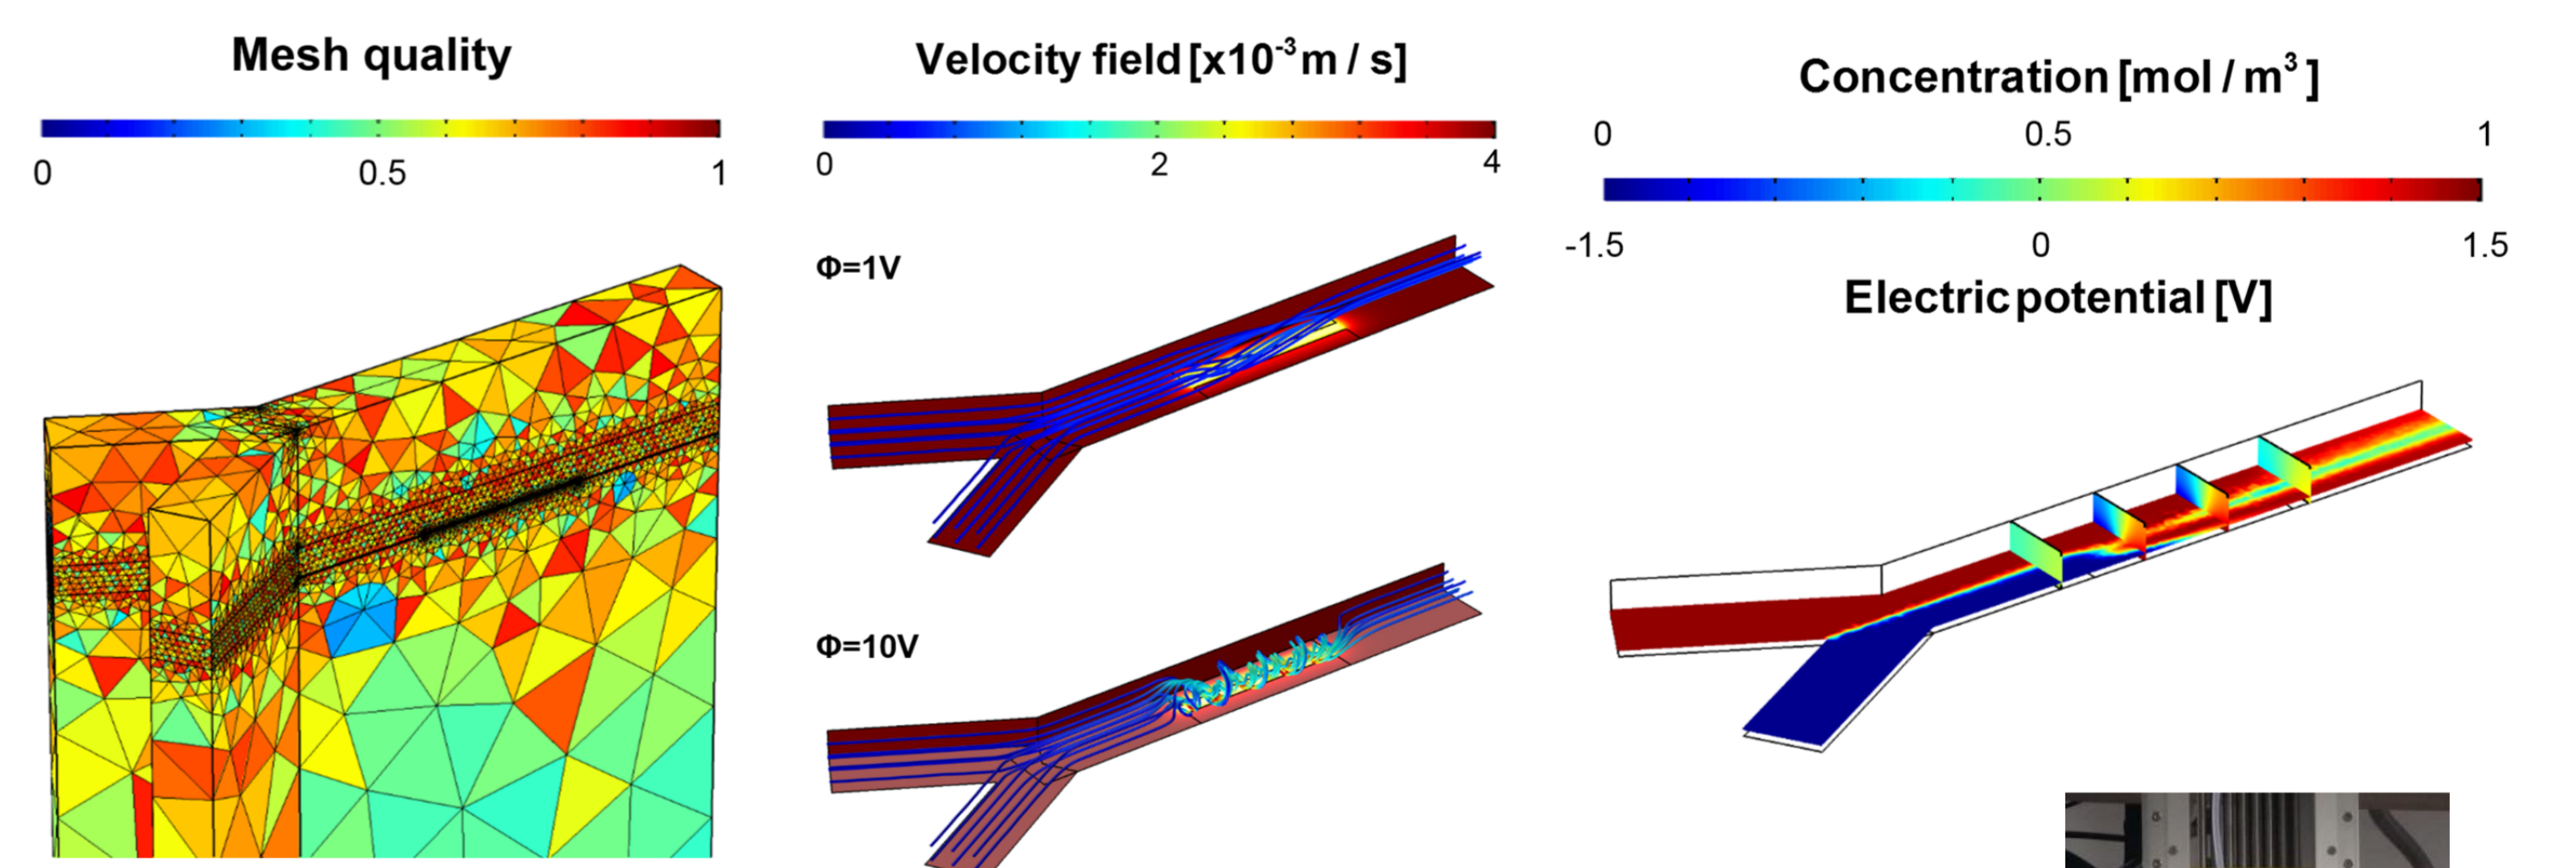 Mesh quality
0 0.5 1
Velocity field [x10⁻³ m / s]
0 2 4
Φ=1V
Φ=10V
Concentration [mol / m³ ]
0 0.5 1
-1.5 0 1.5
Electric potential [V]